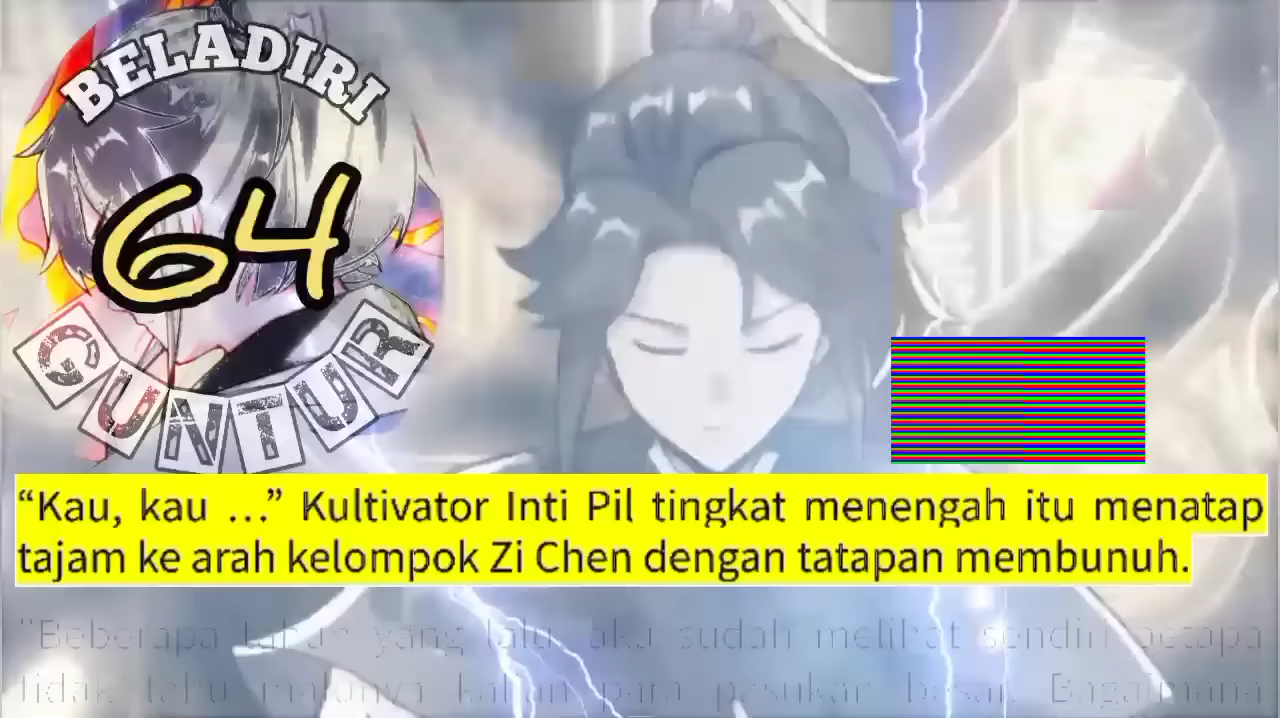 BELADIRI
64
GUNTUR
“Kau, kau ...” Kultivator Inti Pil tingkat menengah itu menatap
tajam ke arah kelompok Zi Chen dengan tatapan membunuh.
"Beberapa tahun yang lalu, aku sudah melihat sendiri betapa
tidak tahu malunya kalian para pasukan besar. Bagaimana